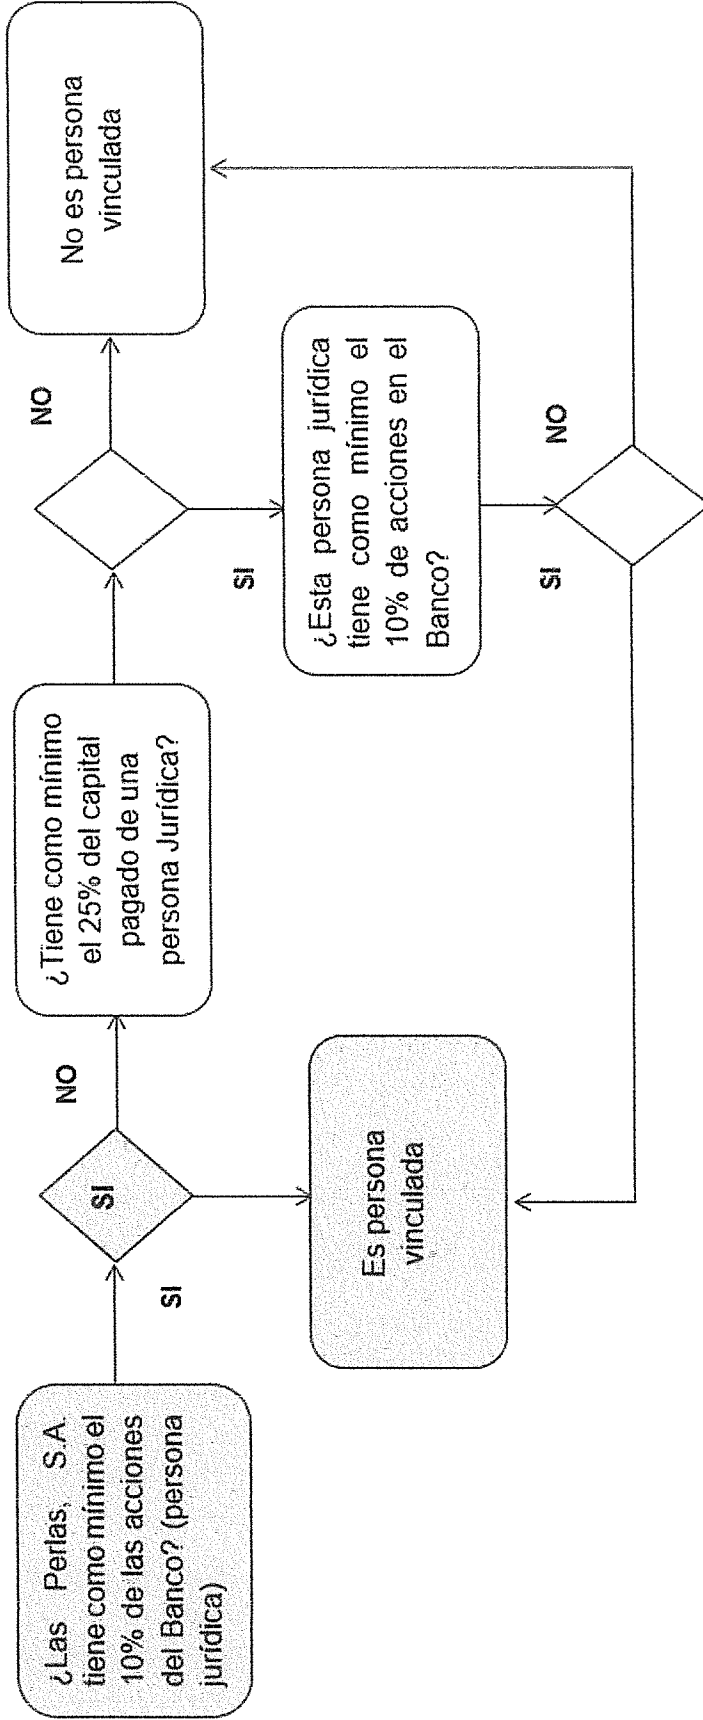 ¿Las Perlas, S.A.
tiene como mínimo el
10% de las acciones
del Banco? (persona
jurídica)
SI
SI
NO
Es persona
vinculada
¿Tiene como mínimo
el 25% del capital
pagado de una
persona Jurídica?
NO
SI
No es persona
vinculada
¿Esta persona jurídica
tiene como mínimo el
10% de acciones en el
Banco?
SI
NO